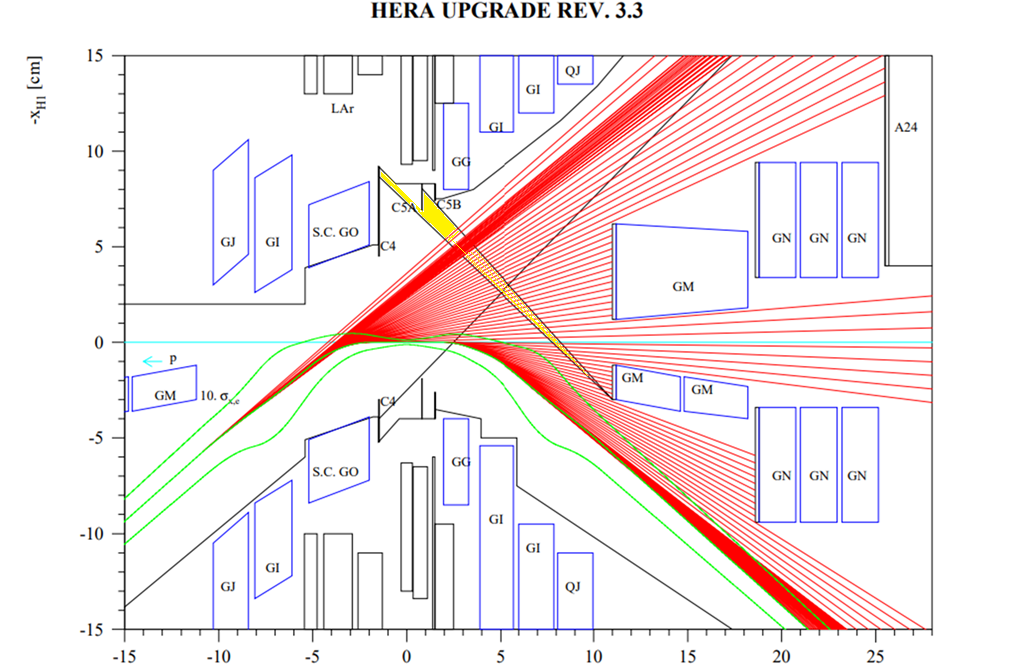 HERA UPGRADE REV. 3.3
-x_H1 [cm]
15
LAr
GI
GI
QJ
A24
10
GG
GJ
GI
S.C. GO
C5A
C5B
C4
GN
GN
GN
5
GM
0
p
GM
10. σ_x,e
GM
GM
C4
-5
S.C. GO
GG
GI
GN
GN
GN
-10
GJ
GI
GI
QJ
-15
-15
-10
-5
0
5
10
15
20
25